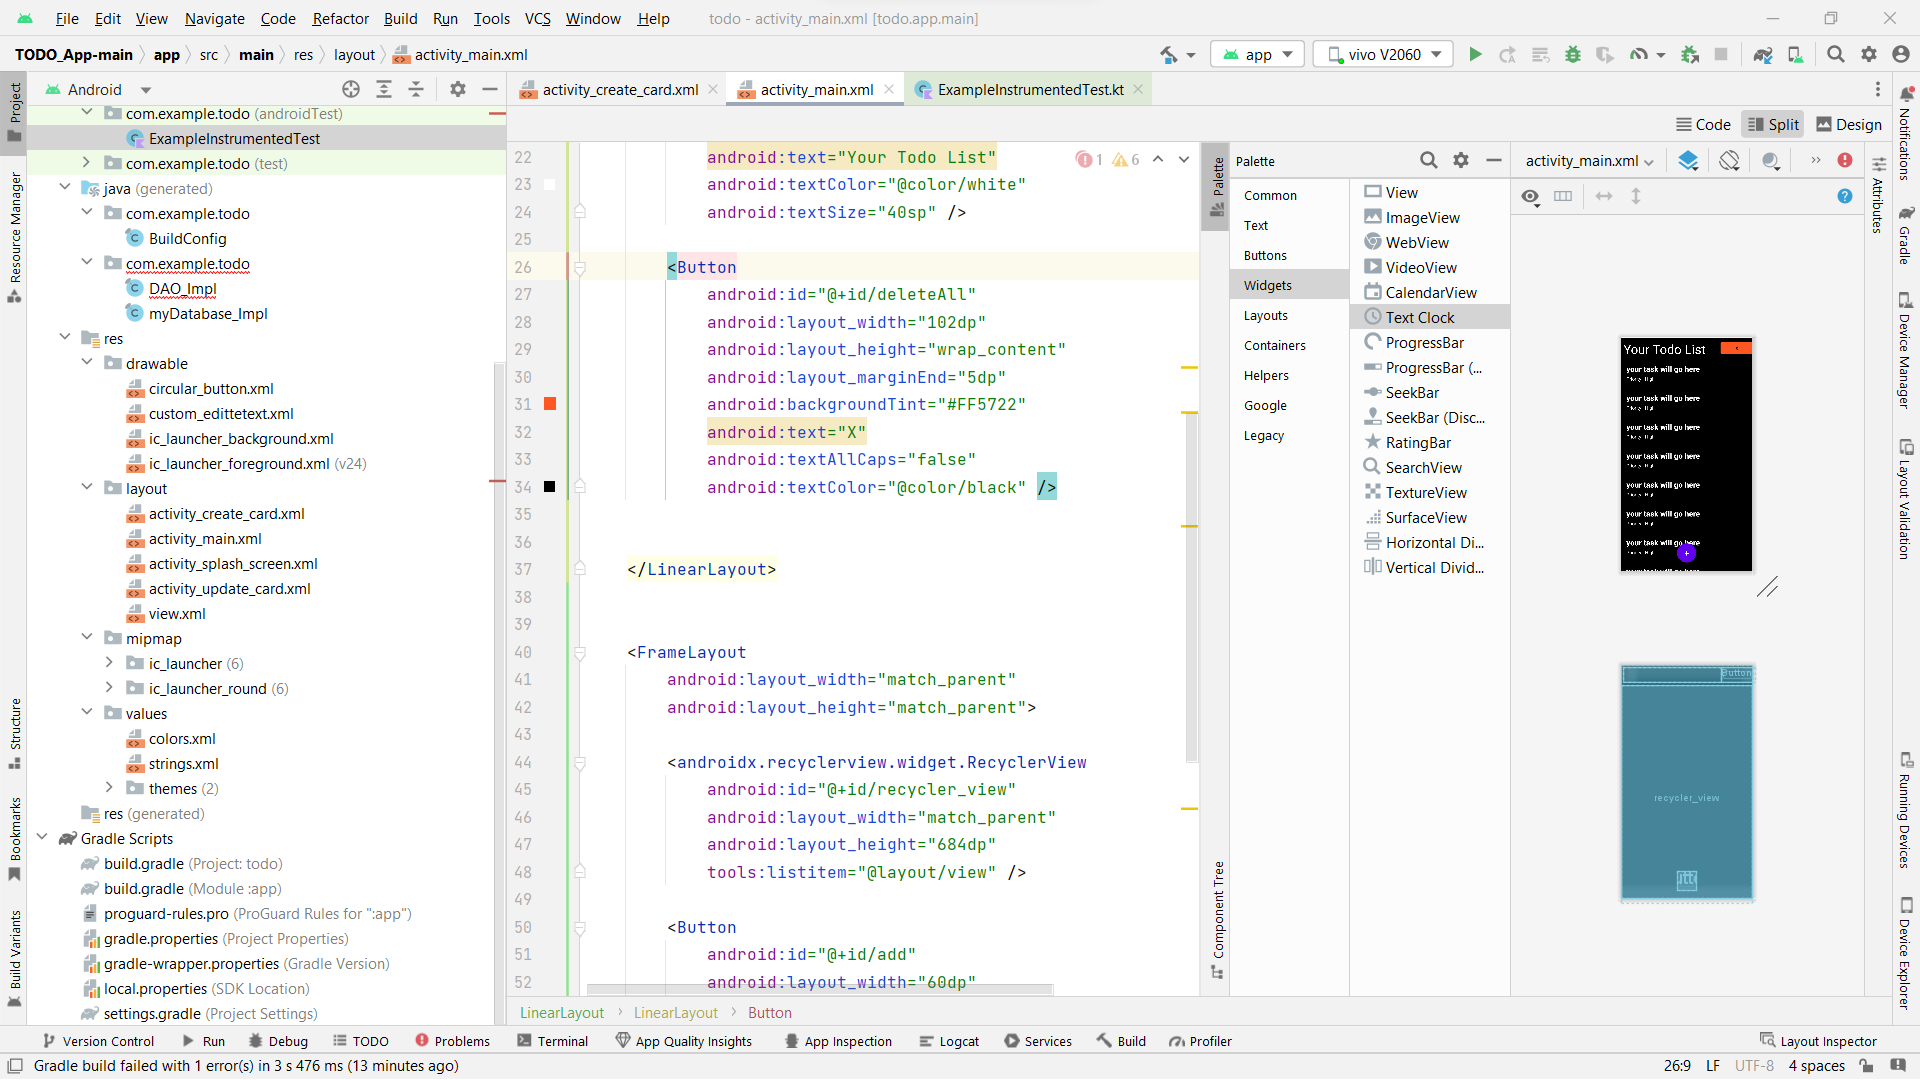 File Edit View Navigate Code Refactor Build Run Tools VCS Window Help todo - activity_main.xml [todo.app.main]
TODO_App-main app src main res layout activity_main.xml app vivo V2060
Android
activity_create_card.xml activity_main.xml ExampleInstrumentedTest.kt
Code Split Design
Project
Resource Manager
Structure
Bookmarks
Build Variants
com.example.todo (androidTest)
ExampleInstrumentedTest
com.example.todo (test)
java (generated)
com.example.todo
BuildConfig
com.example.todo
DAO_Impl
myDatabase_Impl
res
drawable
circular_button.xml
custom_edittetext.xml
ic_launcher_background.xml
ic_launcher_foreground.xml (v24)
layout
activity_create_card.xml
activity_main.xml
activity_splash_screen.xml
activity_update_card.xml
view.xml
mipmap
ic_launcher (6)
ic_launcher_round (6)
values
colors.xml
strings.xml
themes (2)
res (generated)
Gradle Scripts
build.gradle (Project: todo)
build.gradle (Module :app)
proguard-rules.pro (ProGuard Rules for ":app")
gradle.properties (Project Properties)
gradle-wrapper.properties (Gradle Version)
local.properties (SDK Location)
settings.gradle (Project Settings)
1 6
22 android:text="Your Todo List"
23 android:textColor="@color/white"
24 android:textSize="40sp" />
25
26 <Button
27 android:id="@+id/deleteAll"
28 android:layout_width="102dp"
29 android:layout_height="wrap_content"
30 android:layout_marginEnd="5dp"
31 android:backgroundTint="#FF5722"
32 android:text="X"
33 android:textAllCaps="false"
34 android:textColor="@color/black" />
35
36
37 </LinearLayout>
38
39
40 <FrameLayout
41 android:layout_width="match_parent"
42 android:layout_height="match_parent">
43
44 <androidx.recyclerview.widget.RecyclerView
45 android:id="@+id/recycler_view"
46 android:layout_width="match_parent"
47 android:layout_height="684dp"
48 tools:listitem="@layout/view" />
49
50 <Button
51 android:id="@+id/add"
52 android:layout_width="60dp"
LinearLayout LinearLayout Button
Palette
Component Tree
Palette
Common
Text
Buttons
Widgets
Layouts
Containers
Helpers
Google
Legacy
View
ImageView
WebView
VideoView
CalendarView
Text Clock
ProgressBar
ProgressBar (...
SeekBar
SeekBar (Disc...
RatingBar
SearchView
TextureView
SurfaceView
Horizontal Di...
Vertical Divid...
activity_main.xml
Your Todo List
your task will go here
your task will go here
your task will go here
your task will go here
your task will go here
your task will go here
your task will go here
+
Button
recycler_view
Attributes
Notifications
Gradle
Device Manager
Layout Validation
Running Devices
Device Explorer
Version Control Run Debug TODO Problems Terminal App Quality Insights App Inspection Logcat Services Build Profiler Layout Inspector
Gradle build failed with 1 error(s) in 3 s 476 ms (13 minutes ago) 26:9 LF UTF-8 4 spaces